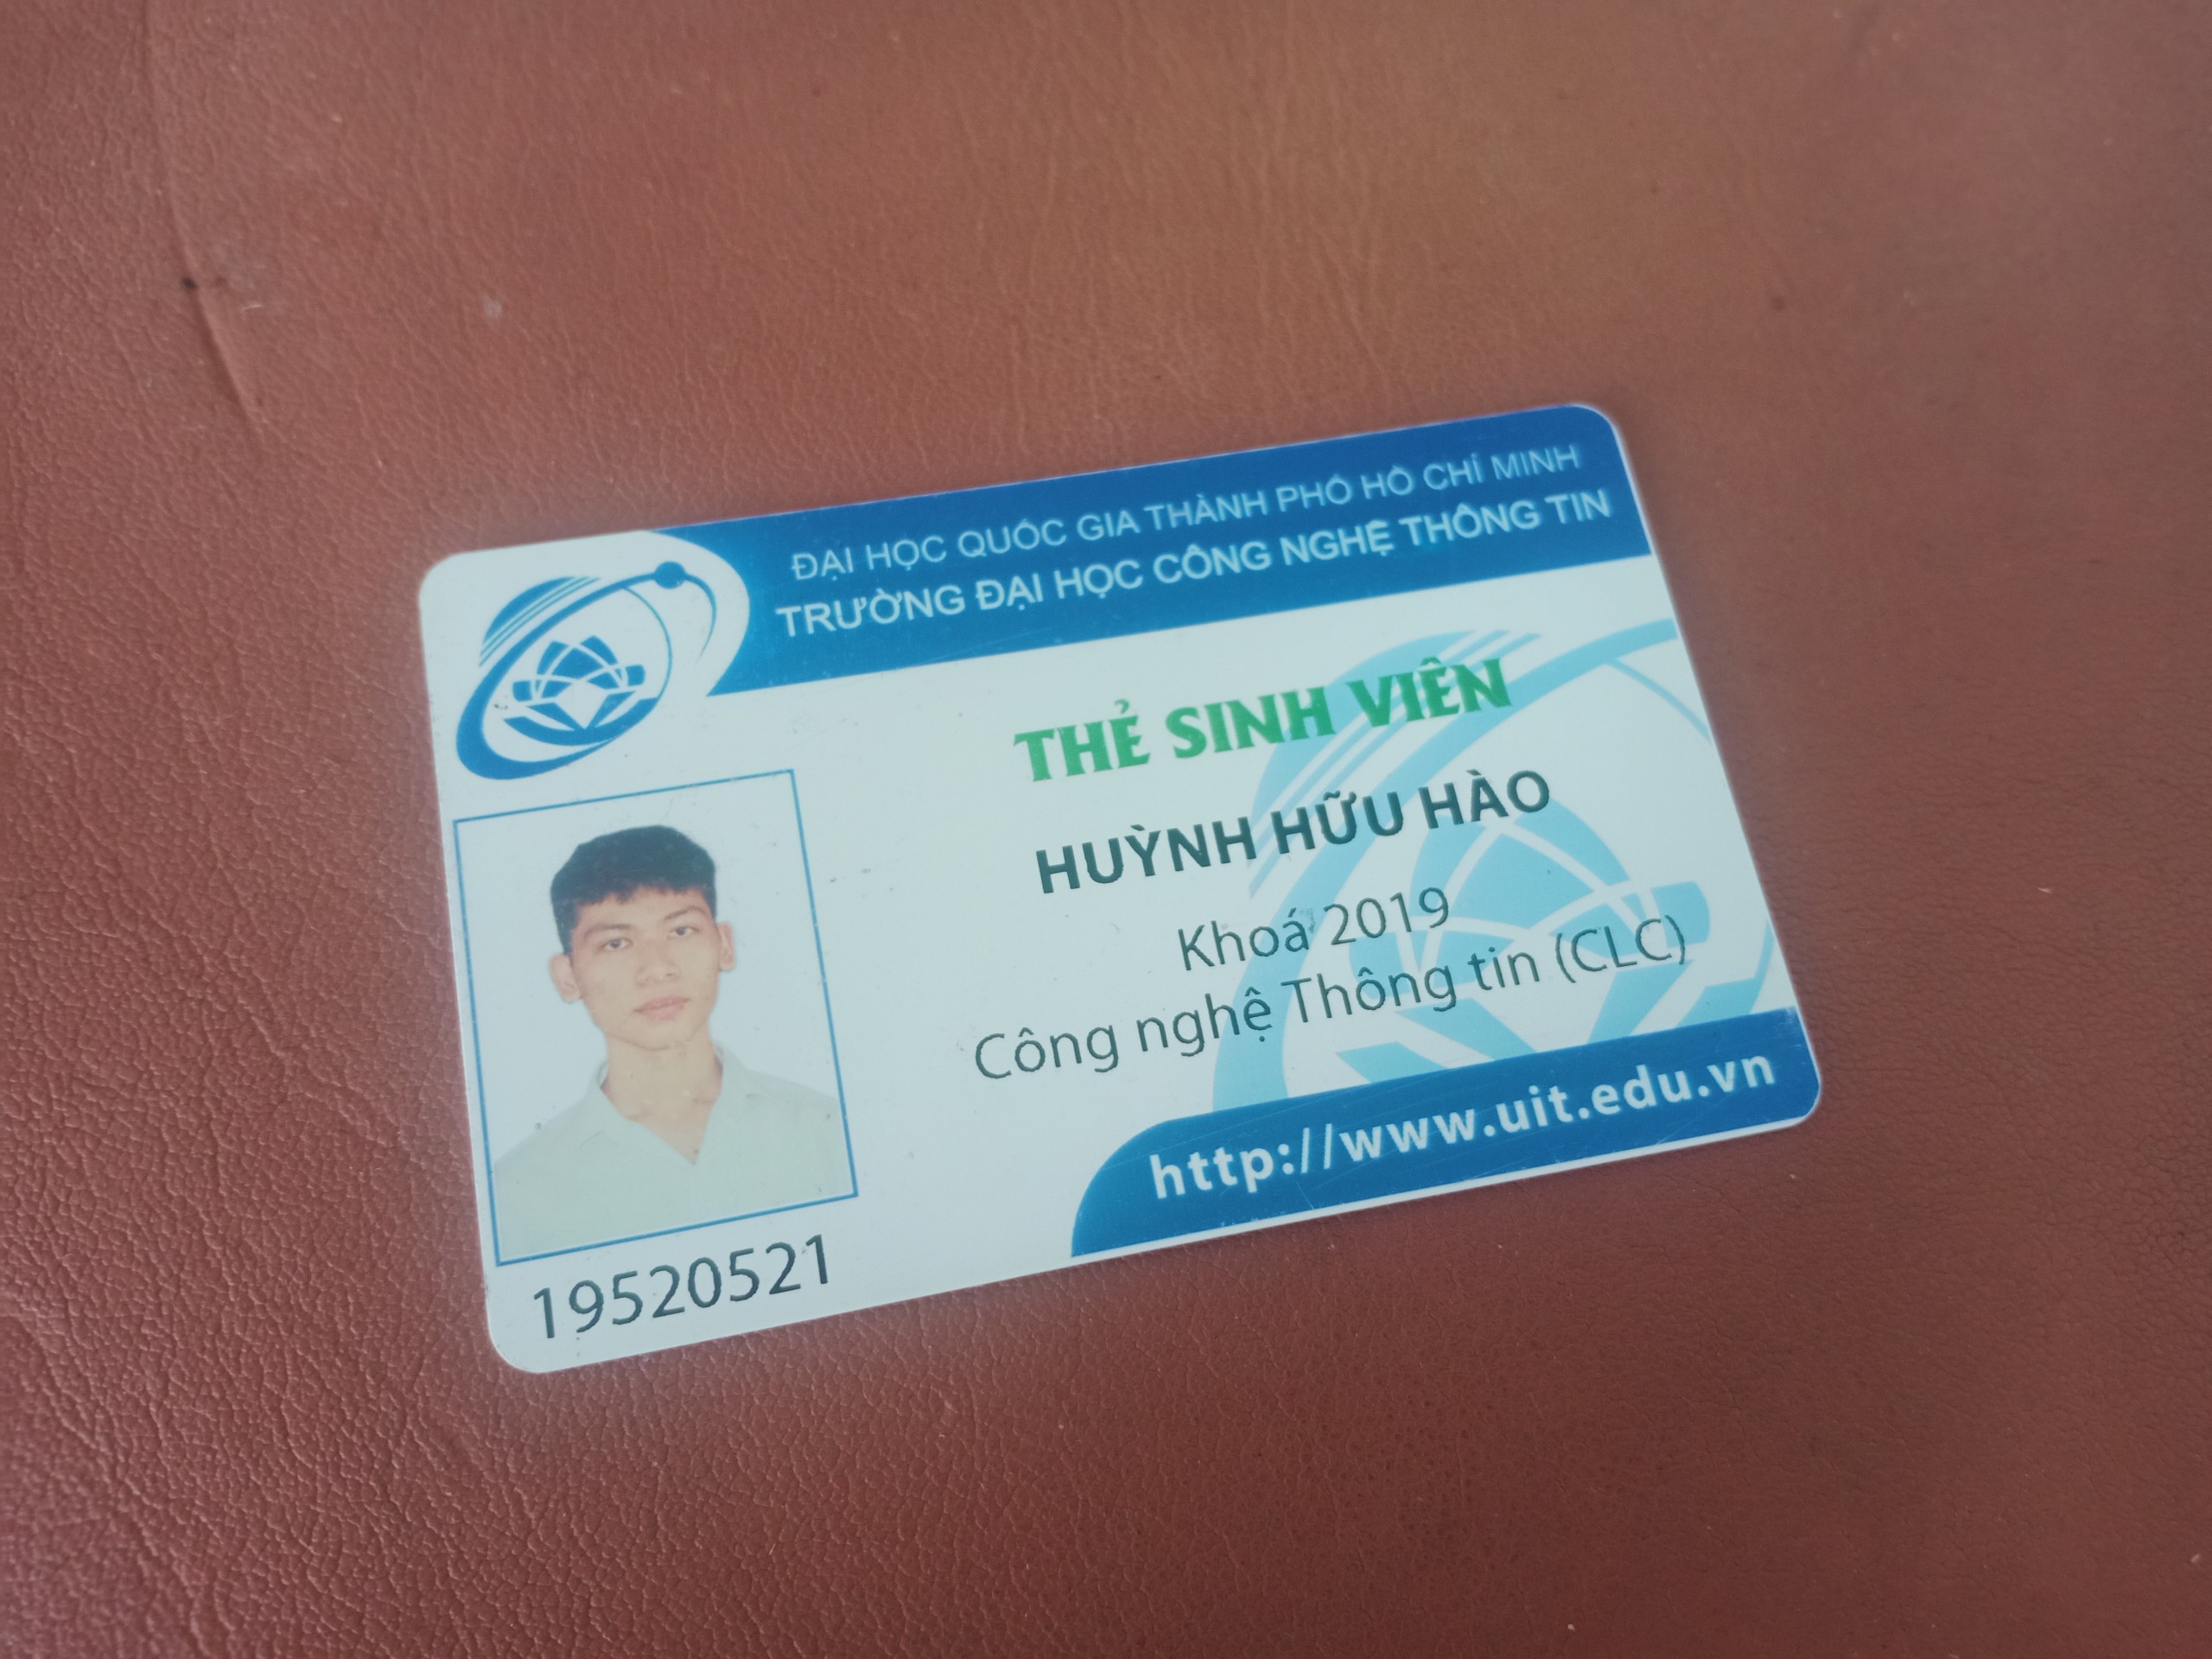 ĐẠI HỌC QUỐC GIA THÀNH PHỐ HỒ CHÍ MINH
TRƯỜNG ĐẠI HỌC CÔNG NGHỆ THÔNG TIN
THẺ SINH VIÊN
HUỲNH HỮU HÀO
Khoá 2019
Công nghệ Thông tin (CLC)
http://www.uit.edu.vn
19520521